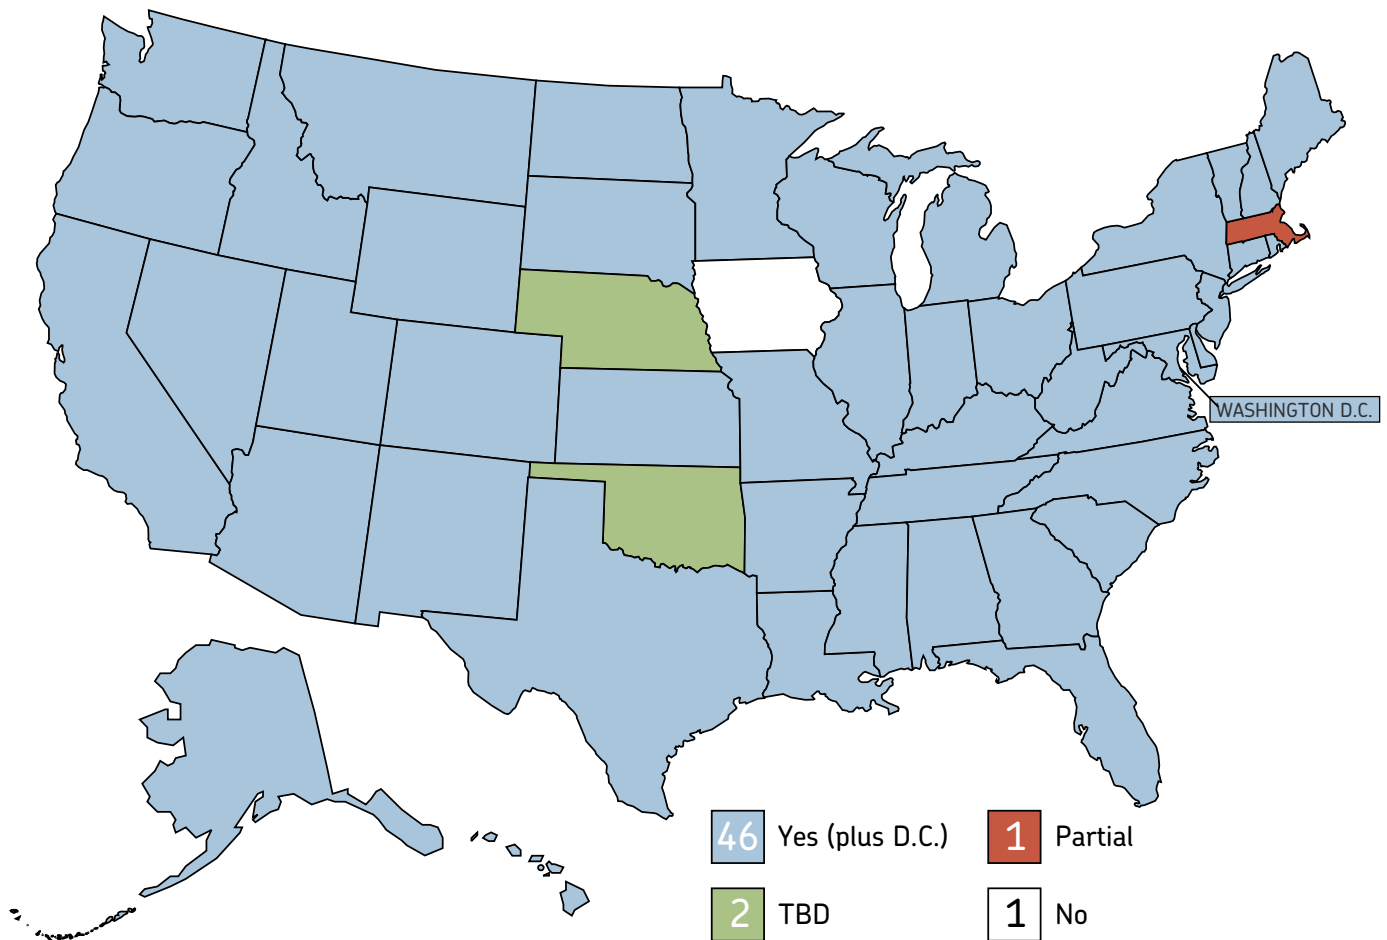 WASHINGTON D.C.
46 Yes (plus D.C.) 1 Partial
2 TBD 1 No